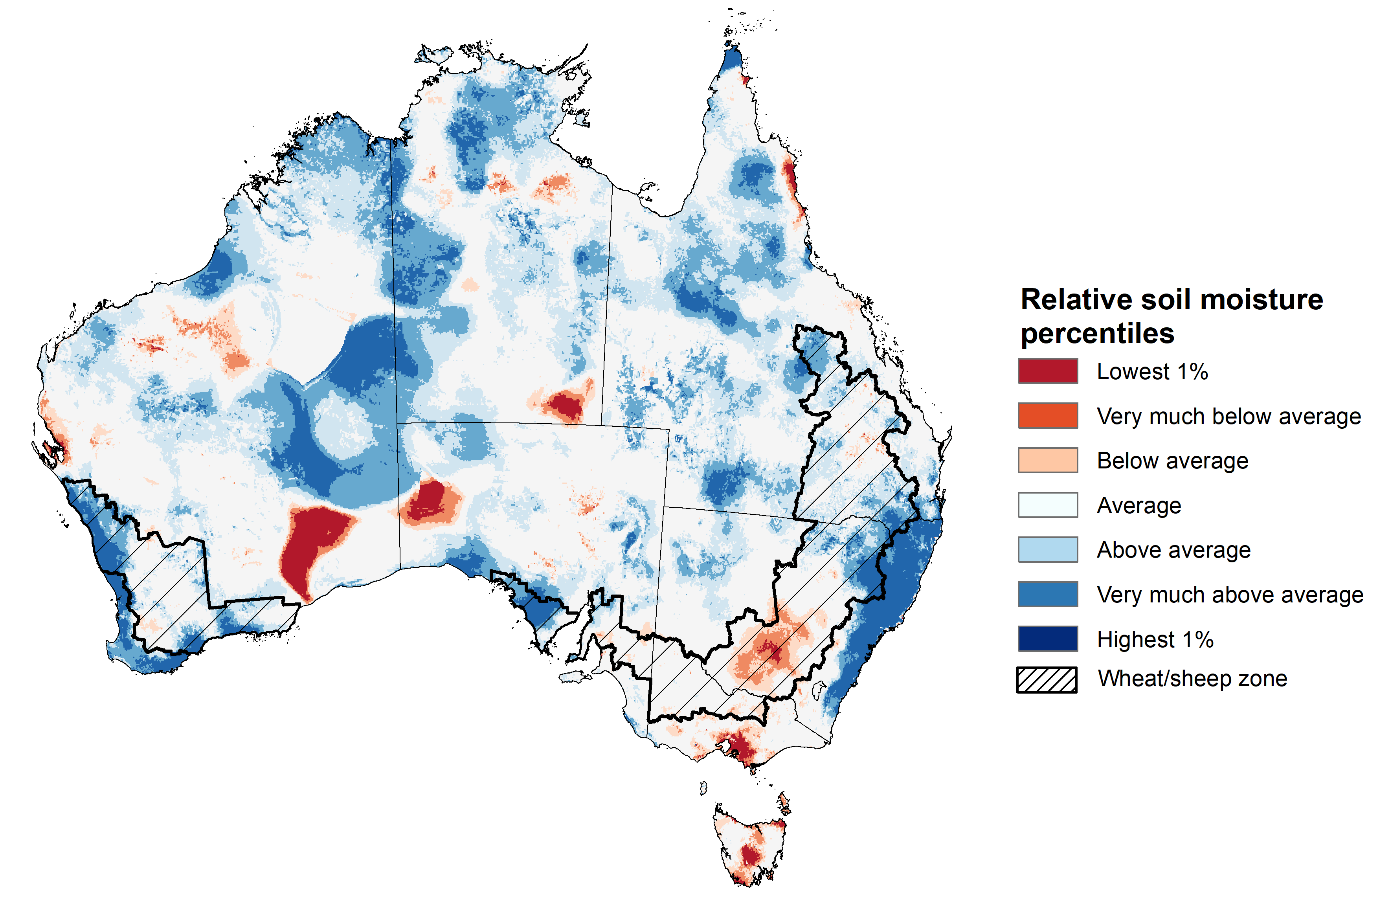 Relative soil moisture
percentiles
Lowest 1%
Very much below average
Below average
Average
Above average
Very much above average
Highest 1%
Wheat/sheep zone